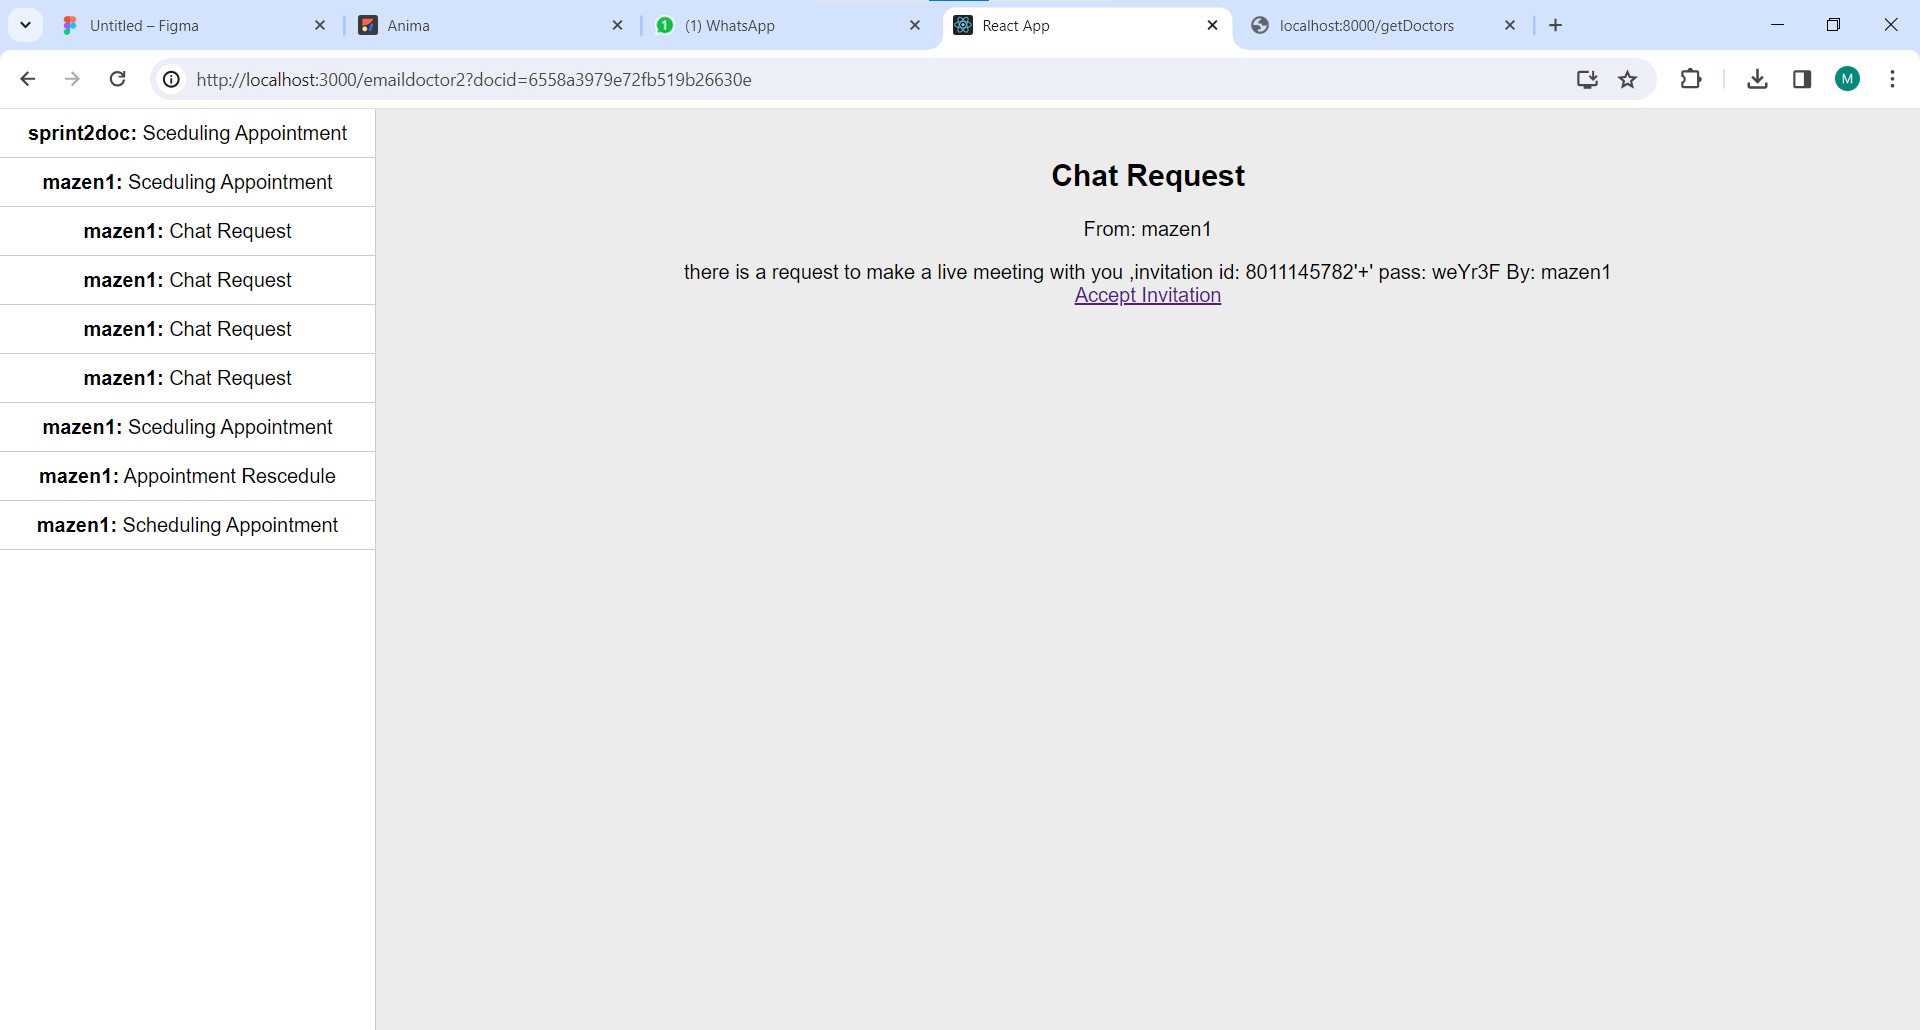 Untitled – Figma
Anima
1
(1) WhatsApp
React App
localhost:8000/getDoctors
http://localhost:3000/emaildoctor2?docid=6558a3979e72fb519b26630e
M
sprint2doc: Sceduling Appointment
mazen1: Sceduling Appointment
mazen1: Chat Request
mazen1: Chat Request
mazen1: Chat Request
mazen1: Chat Request
mazen1: Sceduling Appointment
mazen1: Appointment Rescedule
mazen1: Scheduling Appointment
Chat Request
From: mazen1
there is a request to make a live meeting with you ,invitation id: 8011145782'+' pass: weYr3F By: mazen1
Accept Invitation